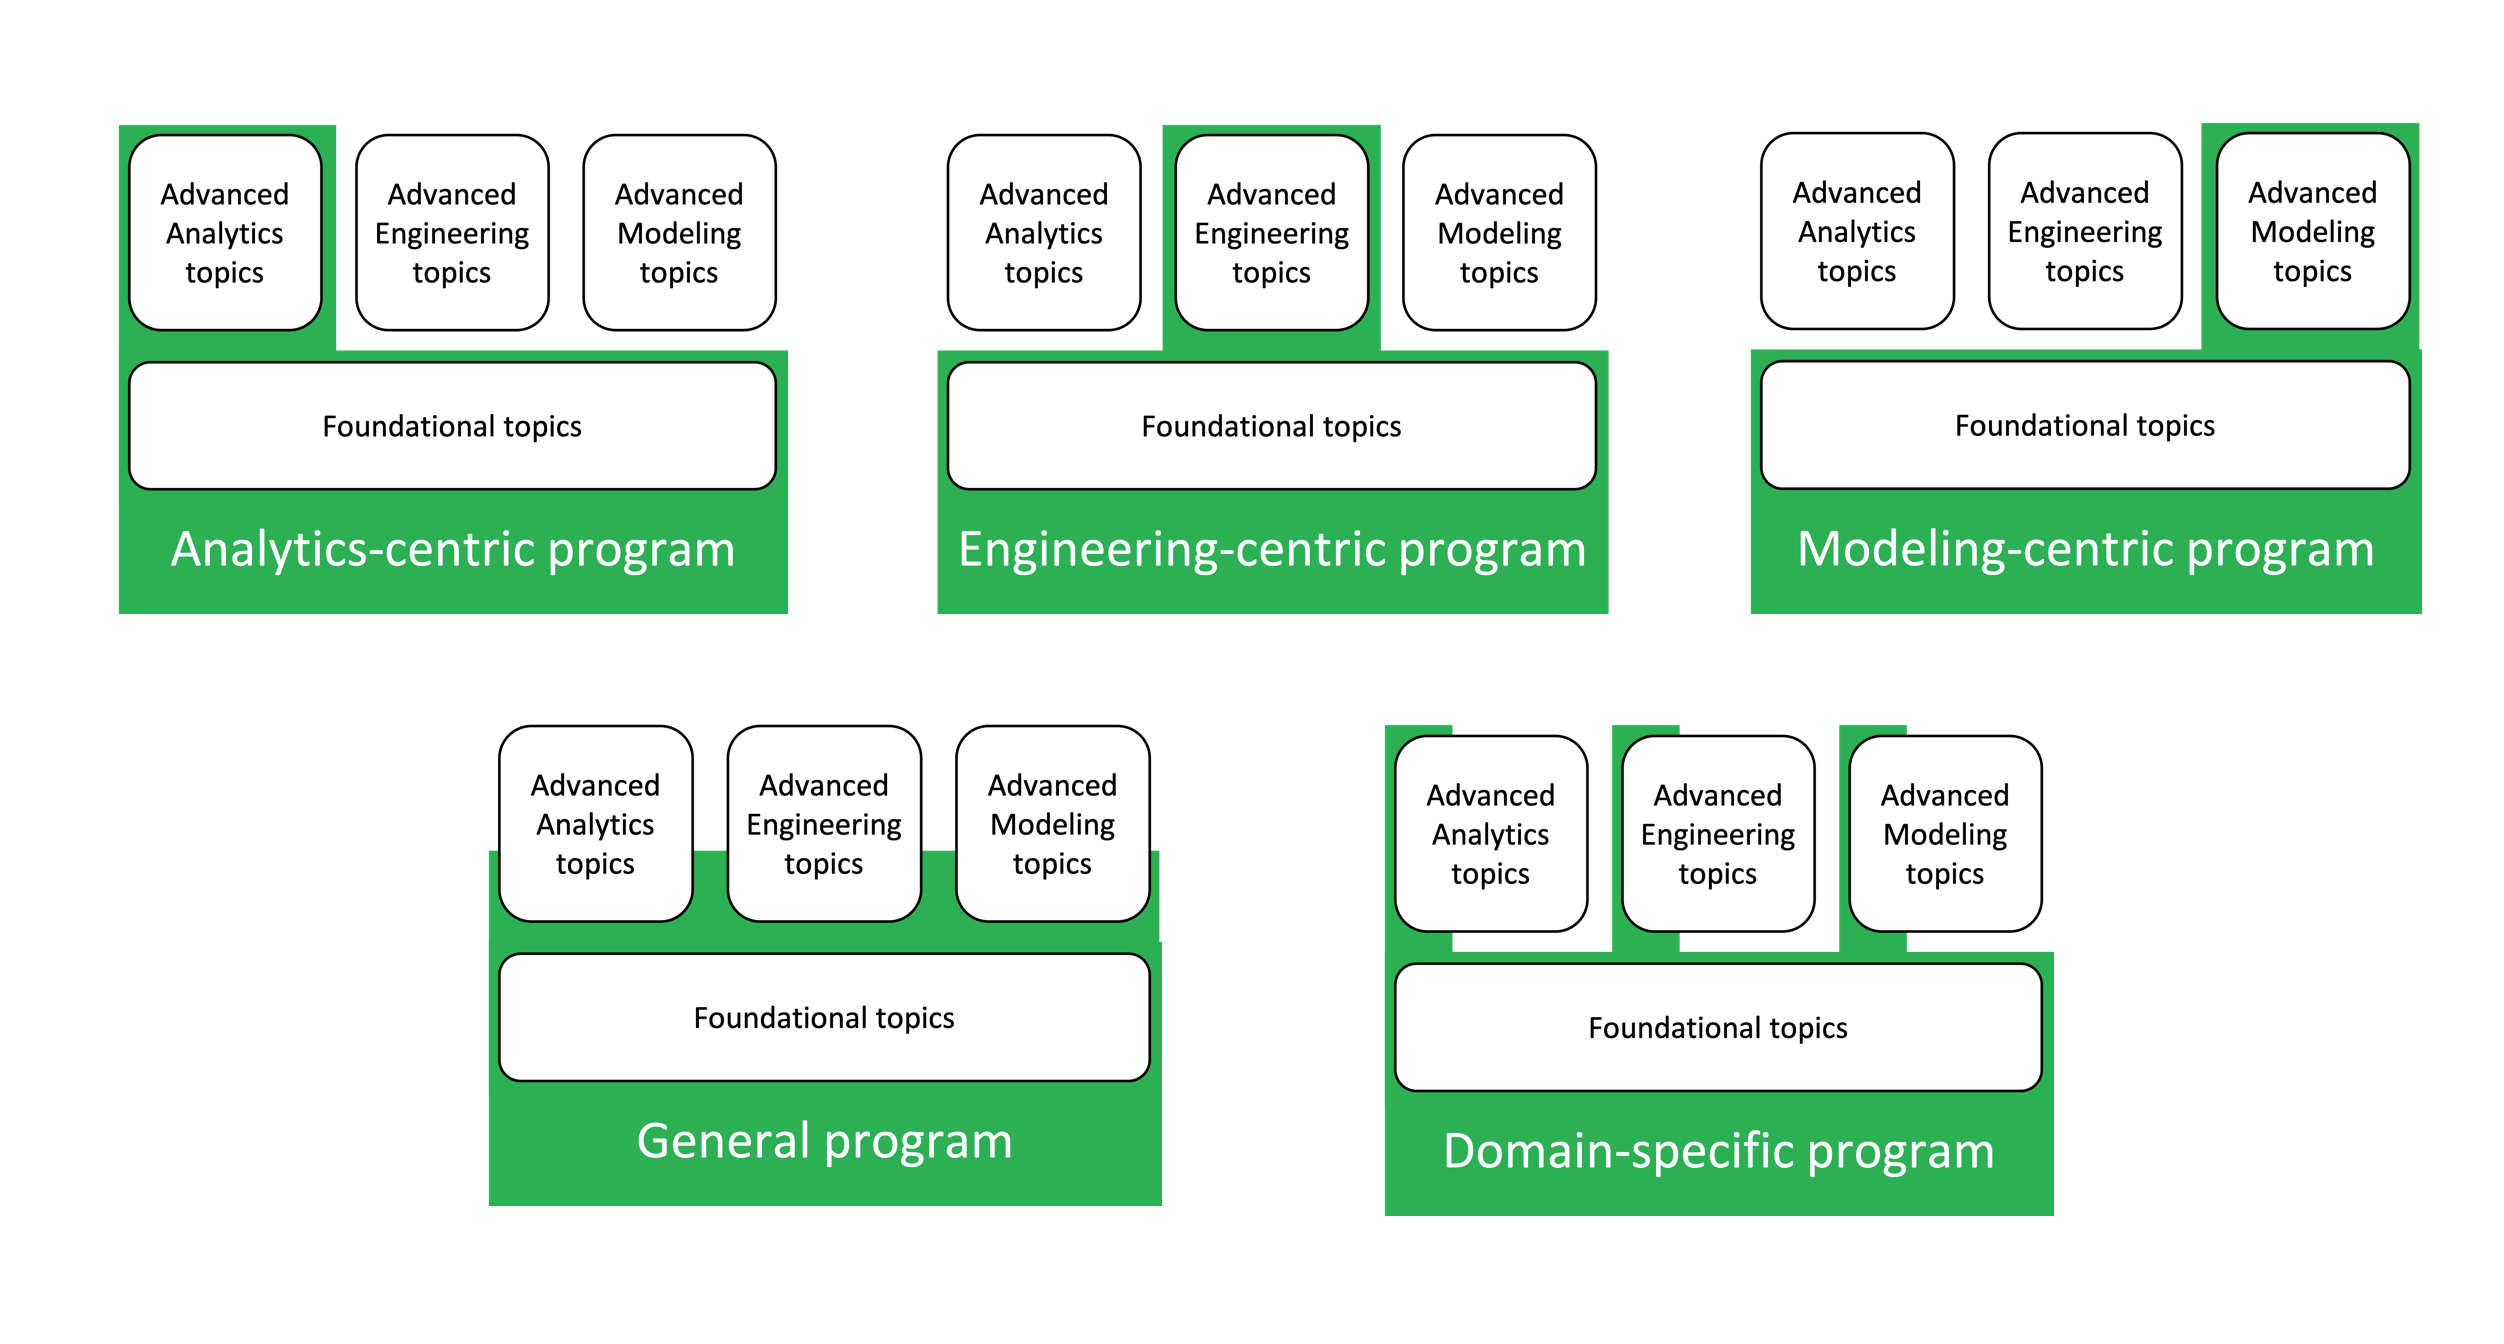 Advanced
Analytics
topics
Advanced
Engineering
topics
Advanced
Modeling
topics
Foundational topics
Analytics-centric program
Advanced
Analytics
topics
Advanced
Engineering
topics
Advanced
Modeling
topics
Foundational topics
Engineering-centric program
Advanced
Analytics
topics
Advanced
Engineering
topics
Advanced
Modeling
topics
Foundational topics
Modeling-centric program
Advanced
Analytics
topics
Advanced
Engineering
topics
Advanced
Modeling
topics
Foundational topics
General program
Advanced
Analytics
topics
Advanced
Engineering
topics
Advanced
Modeling
topics
Foundational topics
Domain-specific program